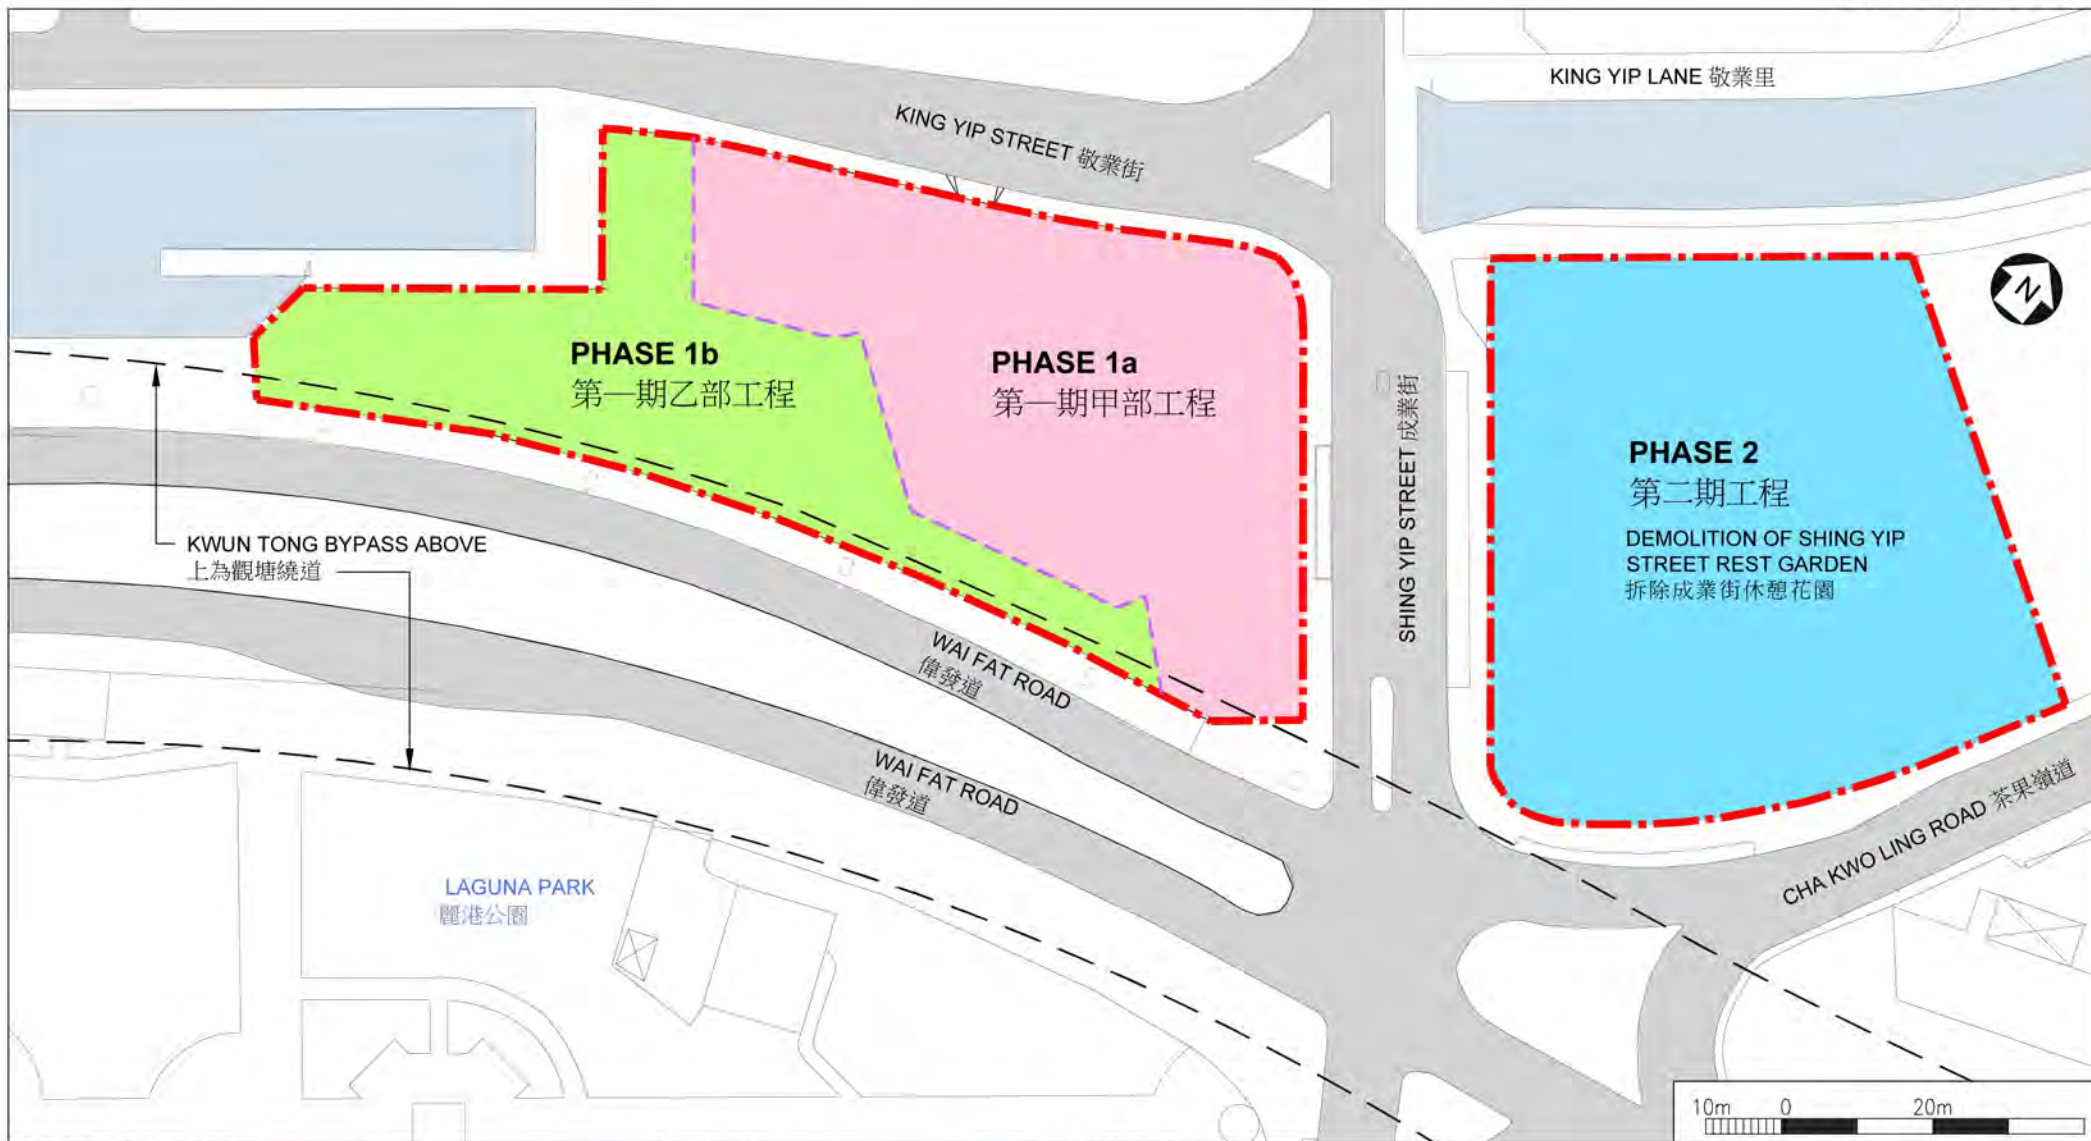 KING YIP LANE 敬業里
KING YIP STREET 敬業街
N
PHASE 1b
第一期乙部工程
PHASE 1a
第一期甲部工程
SHING YIP STREET 成業街
PHASE 2
第二期工程
DEMOLITION OF SHING YIP
STREET REST GARDEN
拆除成業街休憩花園
KWUN TONG BYPASS ABOVE
上為觀塘繞道
WAI FAT ROAD
偉發道
WAI FAT ROAD
偉發道
CHA KWO LING ROAD 茶果嶺道
LAGUNA PARK
麗港公園
10m 0 20m